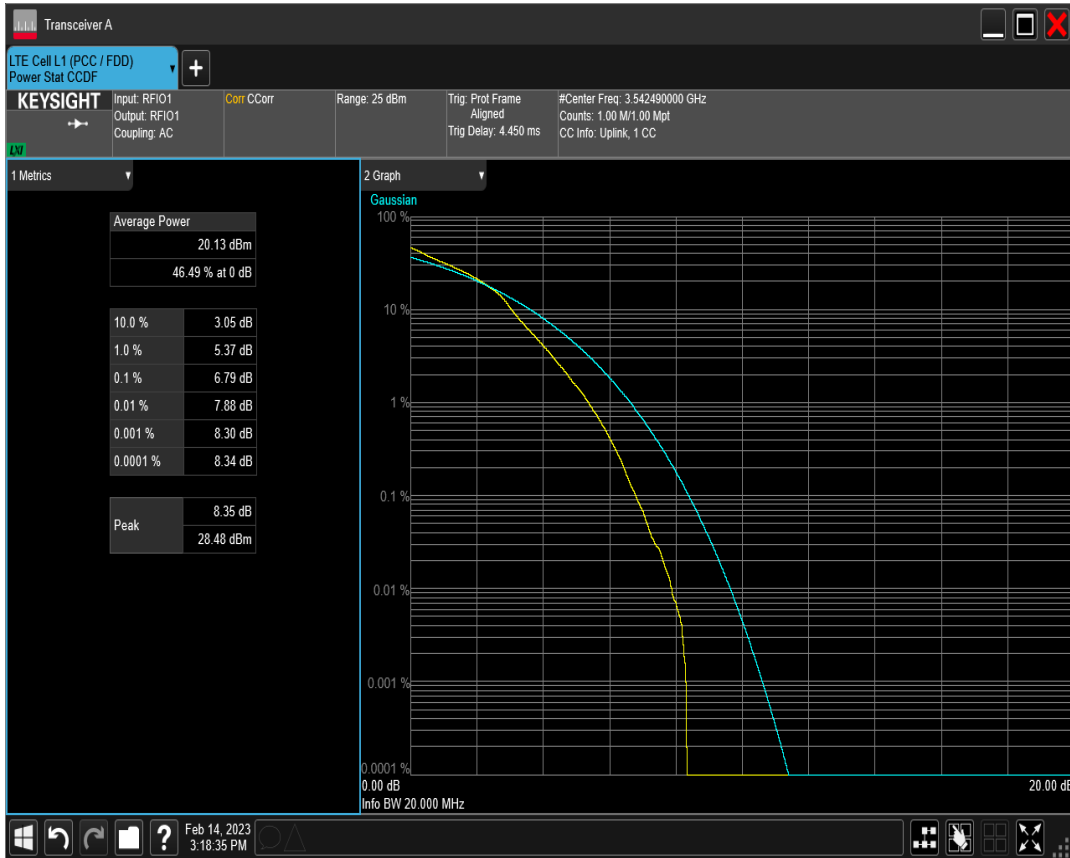 Transceiver A
LTE Cell L1 (PCC / FDD)
Power Stat CCDF
+
KEYSIGHT
LXI
Input: RFIO1
Output: RFIO1
Coupling: AC
Corr CCorr
Range: 25 dBm
Trig: Prot Frame
Aligned
Trig Delay: 4.450 ms
#Center Freq: 3.542490000 GHz
Counts: 1.00 M/1.00 Mpt
CC Info: Uplink, 1 CC
1 Metrics
Average Power
20.13 dBm
46.49 % at 0 dB
10.0 % 3.05 dB
1.0 % 5.37 dB
0.1 % 6.79 dB
0.01 % 7.88 dB
0.001 % 8.30 dB
0.0001 % 8.34 dB
Peak
8.35 dB
28.48 dBm
2 Graph
Gaussian
100 %
10 %
1 %
0.1 %
0.01 %
0.001 %
0.0001 %
0.00 dB 20.00 dB
Info BW 20.000 MHz
?
Feb 14, 2023
3:18:35 PM